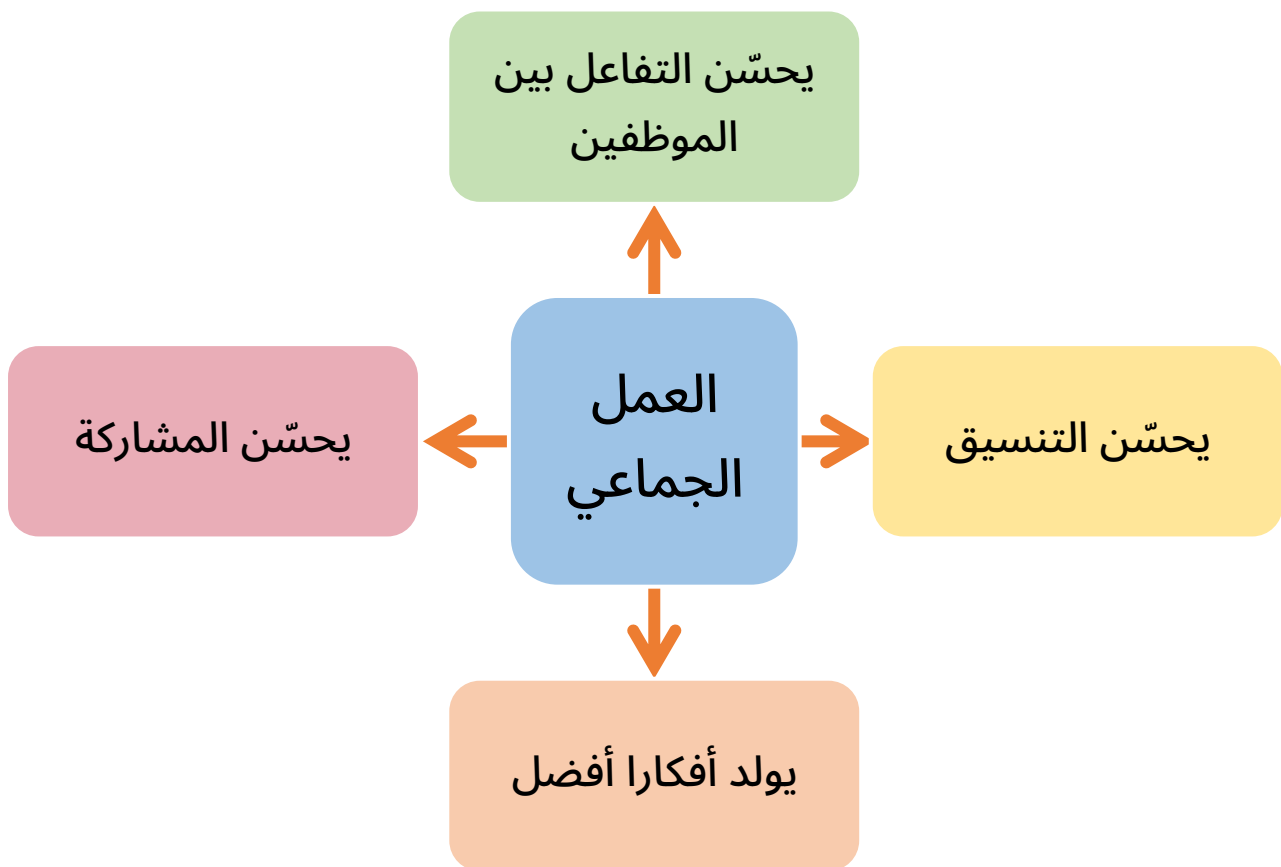 يحسّن التفاعل بين
الموظفين
العمل
الجماعي
يحسّن التنسيق
يحسّن المشاركة
يولد أفكارا أفضل